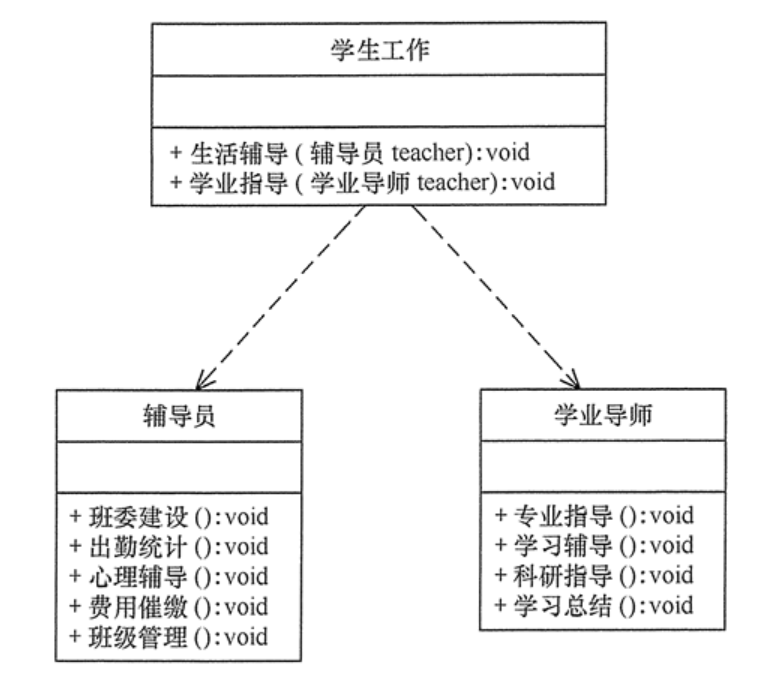 学生工作
+ 生活辅导 ( 辅导员 teacher):void
+ 学业指导 ( 学业导师 teacher):void
辅导员
+ 班委建设 ():void
+ 出勤统计 ():void
+ 心理辅导 ():void
+ 费用催缴 ():void
+ 班级管理 ():void
学业导师
+ 专业指导 ():void
+ 学习辅导 ():void
+ 科研指导 ():void
+ 学习总结 ():void